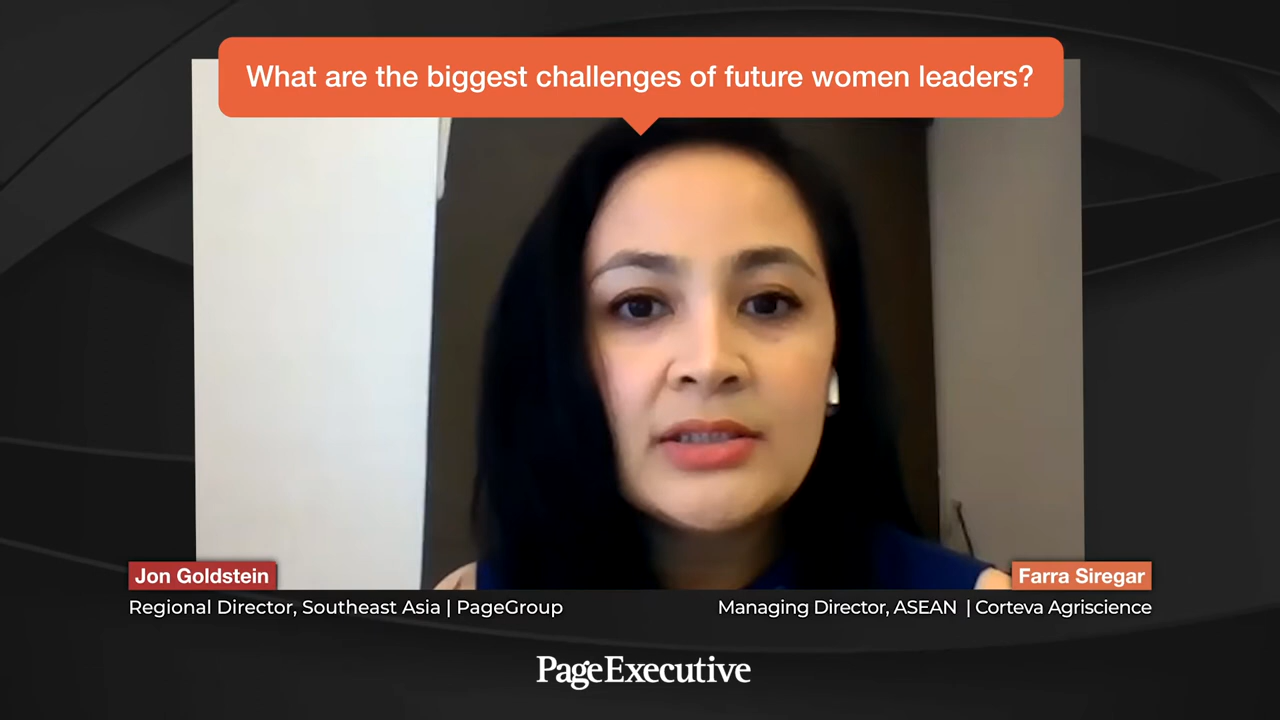 What are the biggest challenges of future women leaders?
Jon Goldstein
Regional Director, Southeast Asia | PageGroup
Farra Siregar
Managing Director, ASEAN | Corteva Agriscience
PageExecutive